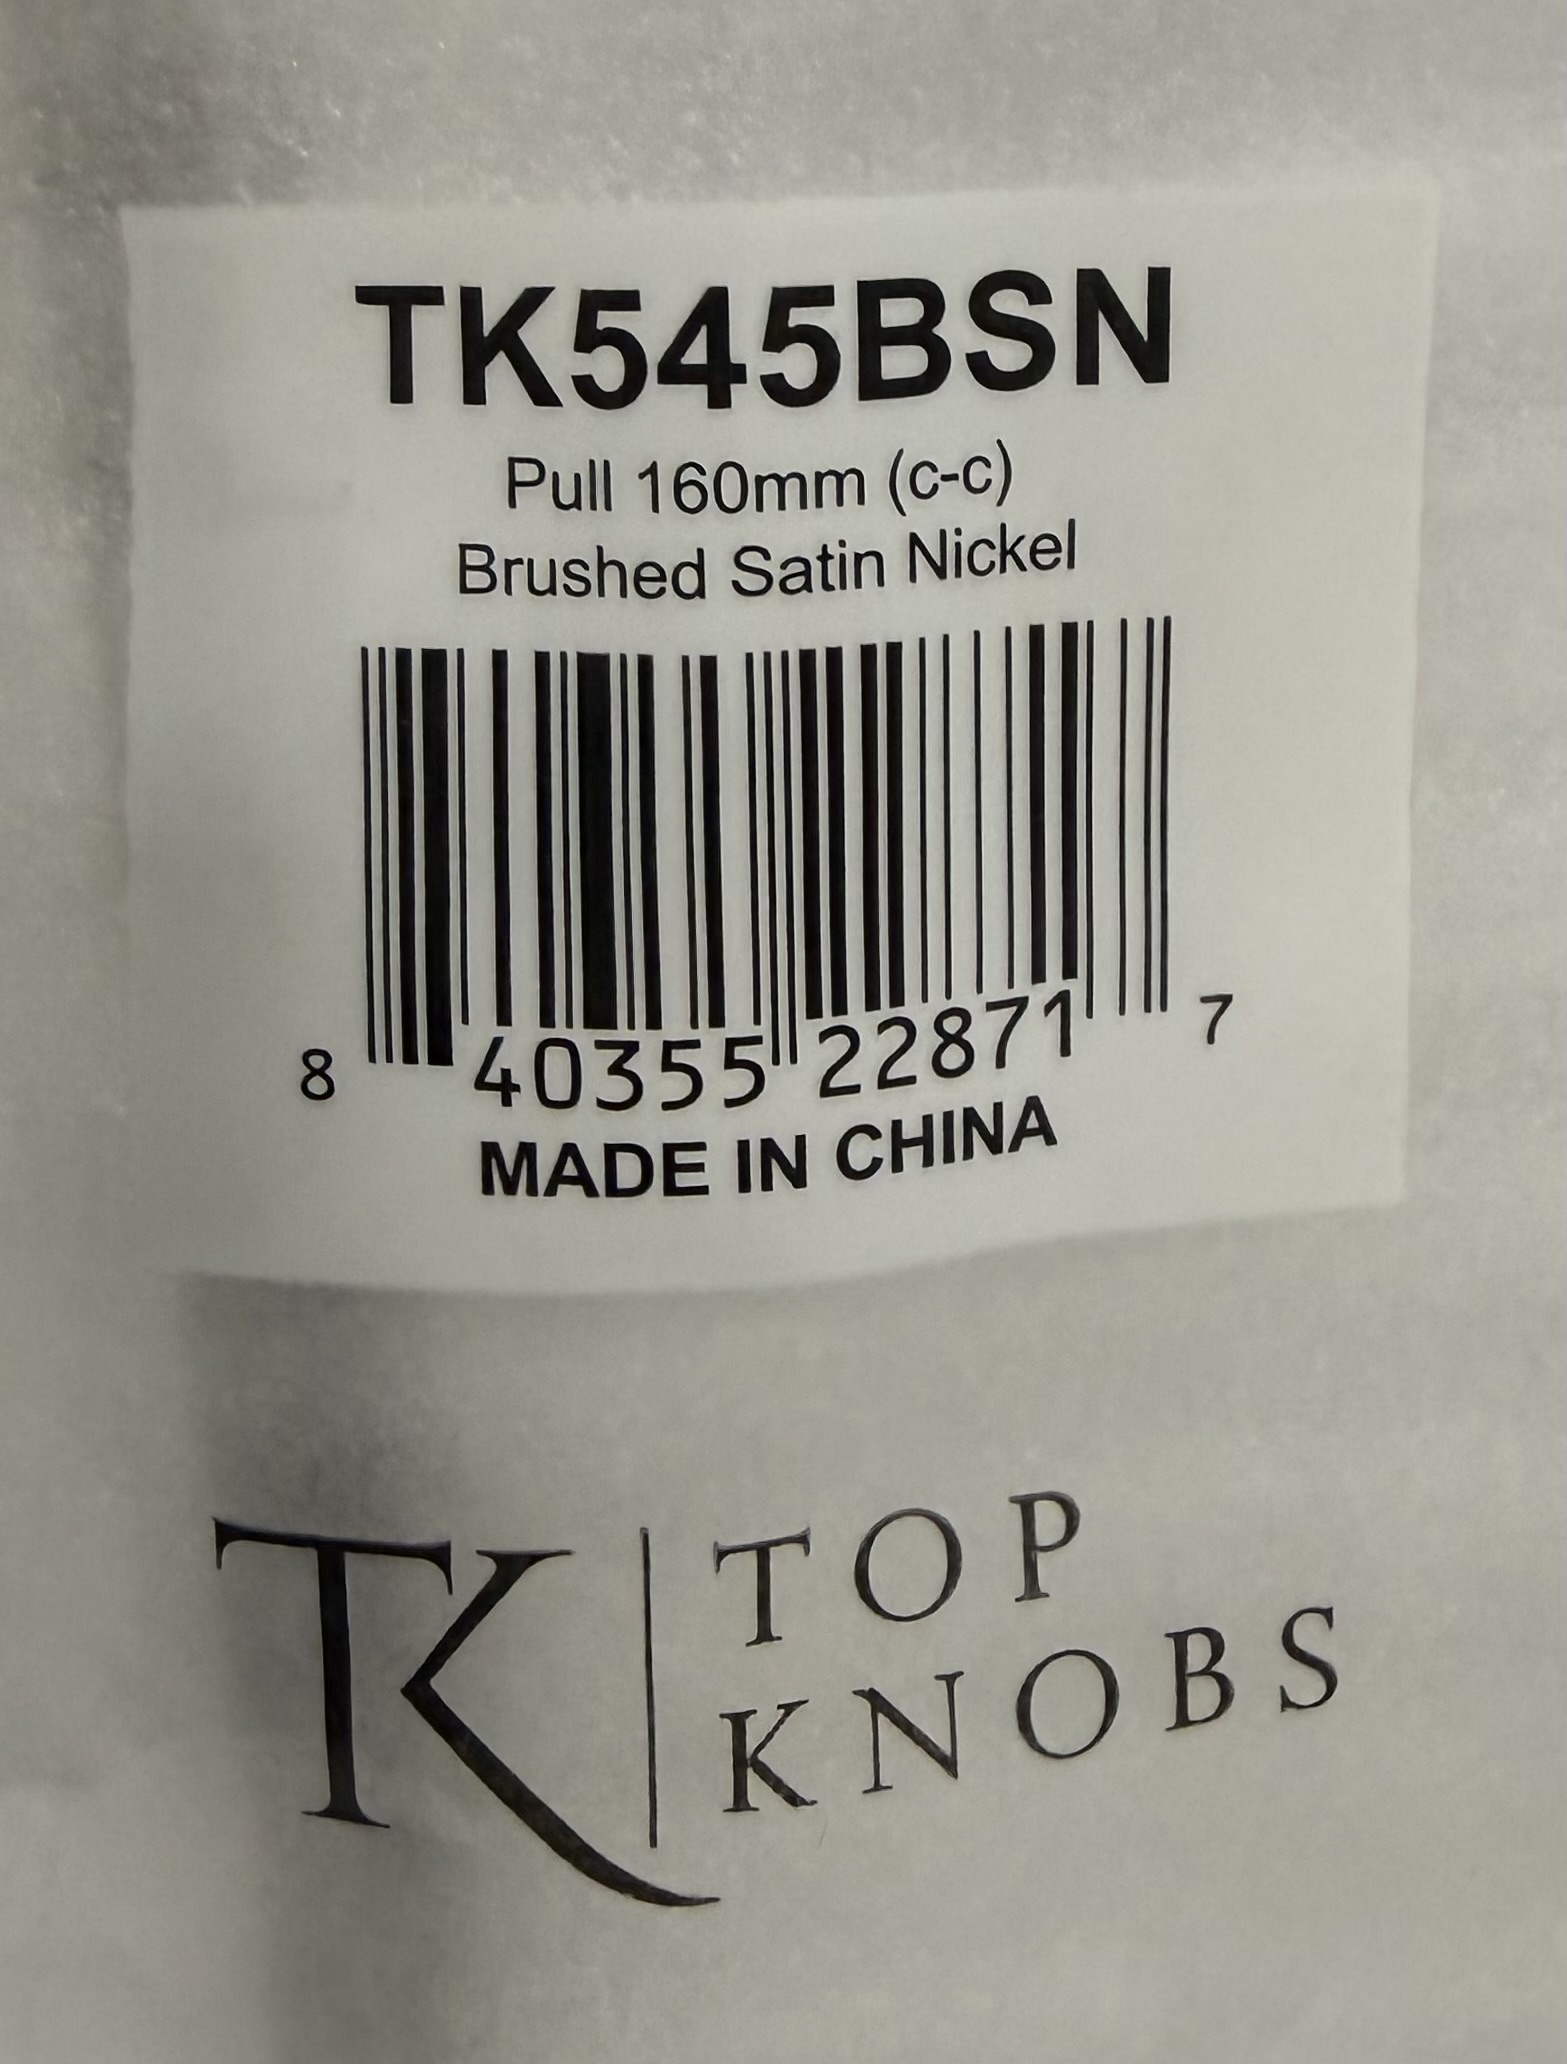 TK545BSN
Pull 160mm (c-c)
Brushed Satin Nickel
8 40355 22871 7
MADE IN CHINA
TK TOP
KNOBS